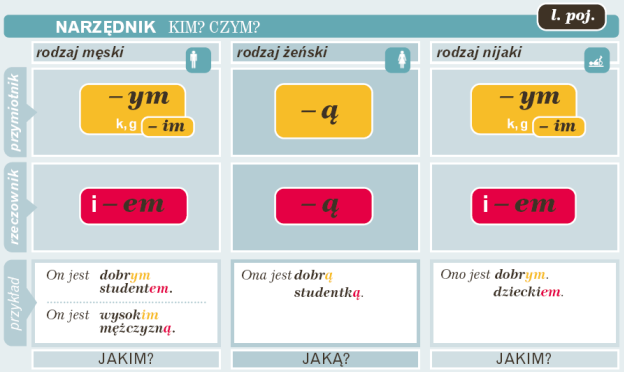 NARZĘDNIK KIM? CZYM?
l. poj.
rodzaj męski
rodzaj żeński
rodzaj nijaki
przymiotnik
– ym
k, g – im
– ą
– ym
k, g – im
rzeczownik
i – em
– ą
i – em
przykład
On jest dobrym
studentem.
On jest wysokim
mężczyzną.
Ona jest dobrą
studentką.
Ono jest dobrym.
dzieckiem.
JAKIM?
JAKĄ?
JAKIM?